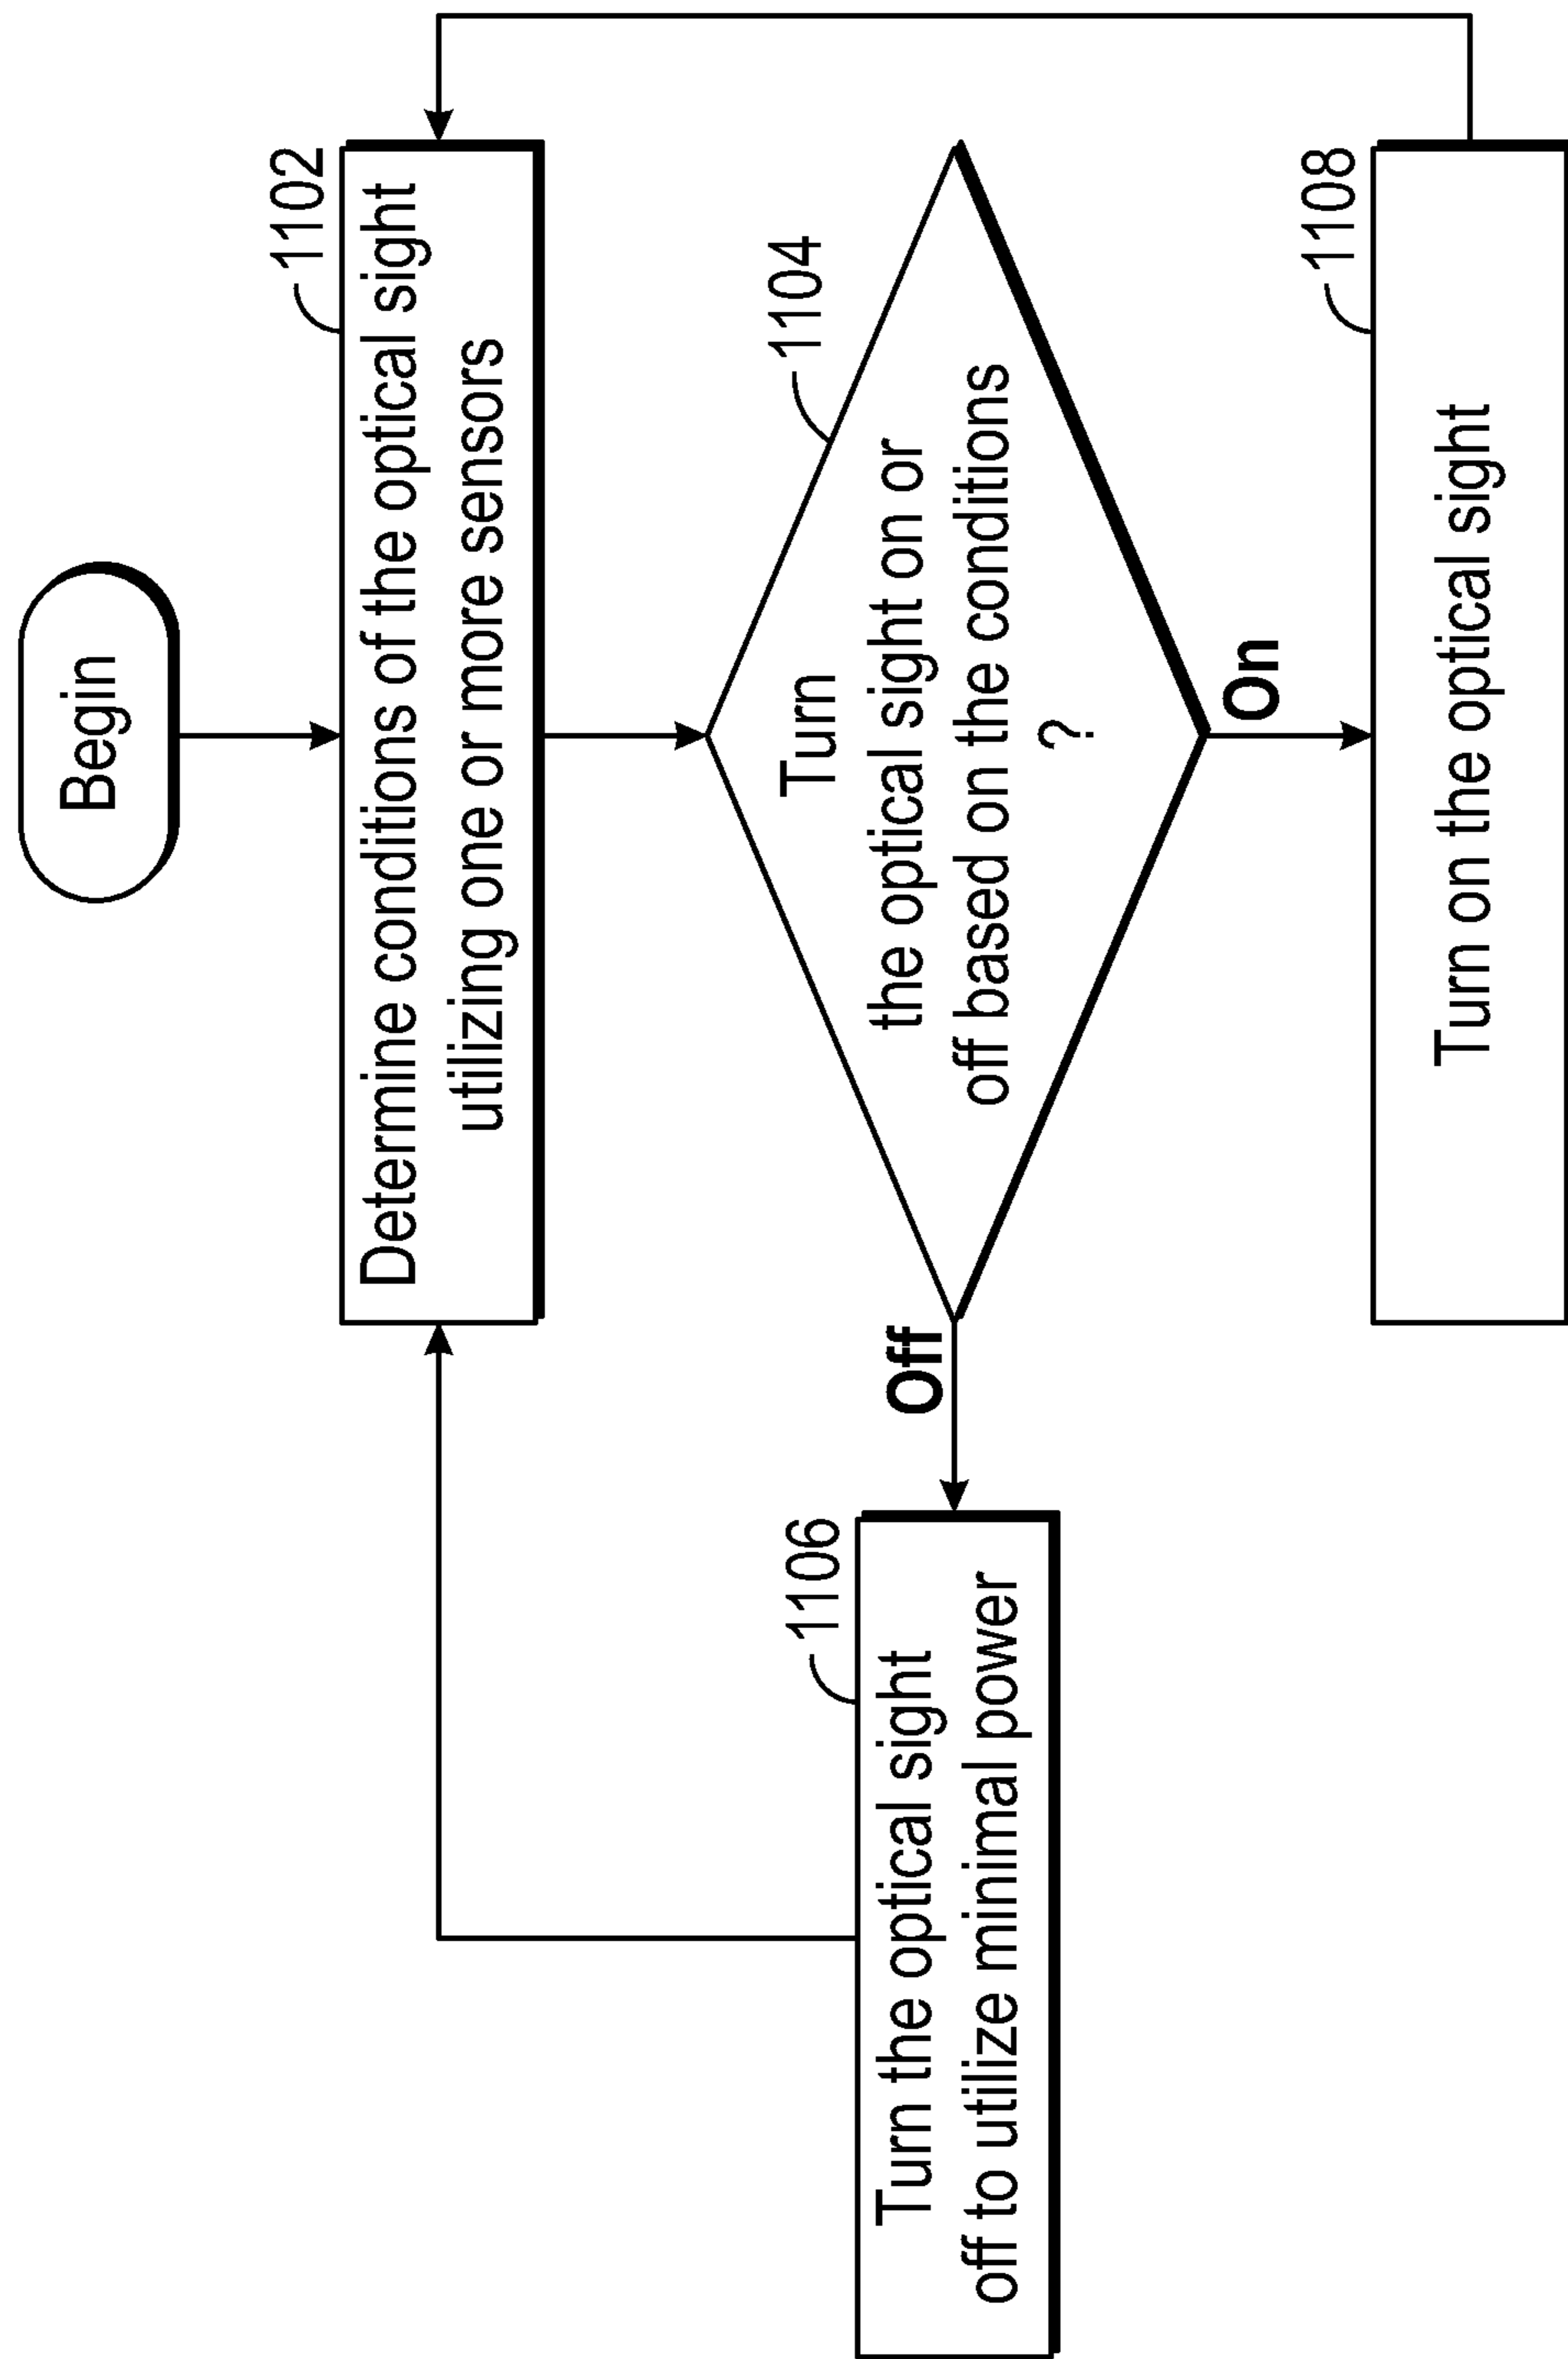 Begin
1102
Determine conditions of the optical sight
utilizing one or more sensors
1104
Turn
the optical sight on or
off based on the conditions
?
Off
On
1106
Turn the optical sight
off to utilize minimal power
1108
Turn on the optical sight